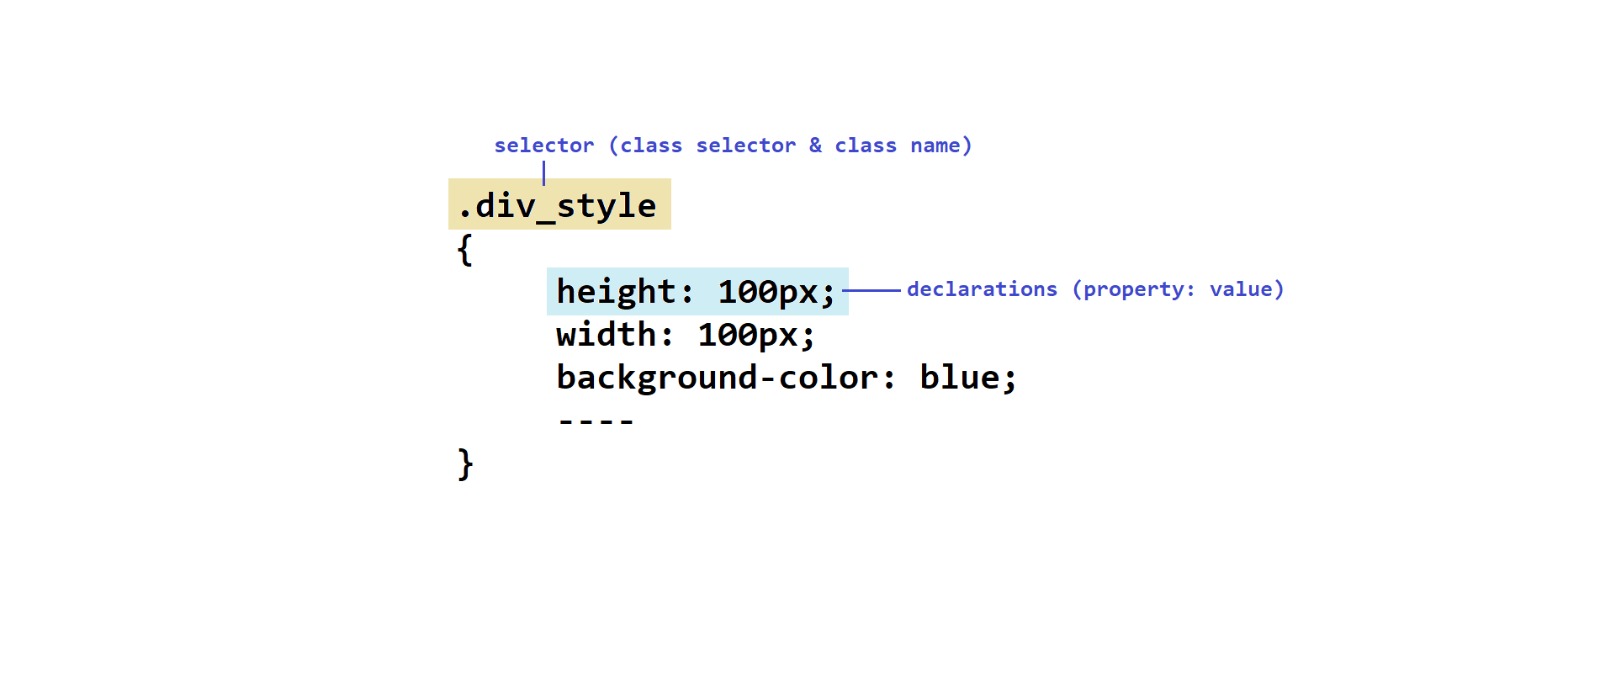 selector (class selector & class name)
.div_style
{
height: 100px;
declarations (property: value)
width: 100px;
background-color: blue;
----
}